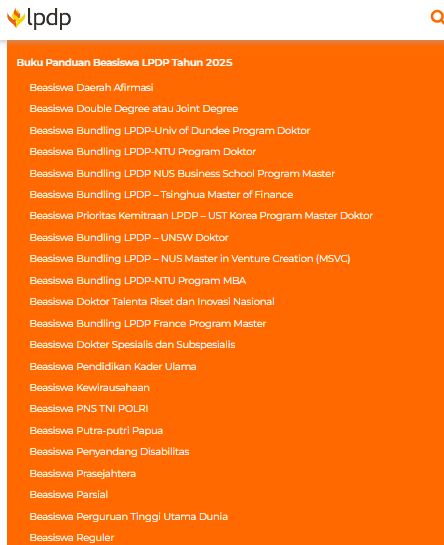 lpdp
Buku Panduan Beasiswa LPDP Tahun 2025
Beasiswa Daerah Afirmasi
Beasiswa Double Degree atau Joint Degree
Beasiswa Bundling LPDP-Univ of Dundee Program Doktor
Beasiswa Bundling LPDP-NTU Program Doktor
Beasiswa Bundling LPDP NUS Business School Program Master
Beasiswa Bundling LPDP – Tsinghua Master of Finance
Beasiswa Prioritas Kemitraan LPDP – UST Korea Program Master Doktor
Beasiswa Bundling LPDP – UNSW Doktor
Beasiswa Bundling LPDP – NUS Master in Venture Creation (MSVC)
Beasiswa Bundling LPDP-NTU Program MBA
Beasiswa Doktor Talenta Riset dan Inovasi Nasional
Beasiswa Bundling LPDP France Program Master
Beasiswa Dokter Spesialis dan Subspesialis
Beasiswa Pendidikan Kader Ulama
Beasiswa Kewirausahaan
Beasiswa PNS TNI POLRI
Beasiswa Putra-putri Papua
Beasiswa Penyandang Disabilitas
Beasiswa Prasejahtera
Beasiswa Parsial
Beasiswa Perguruan Tinggi Utama Dunia
Beasiswa Reguler